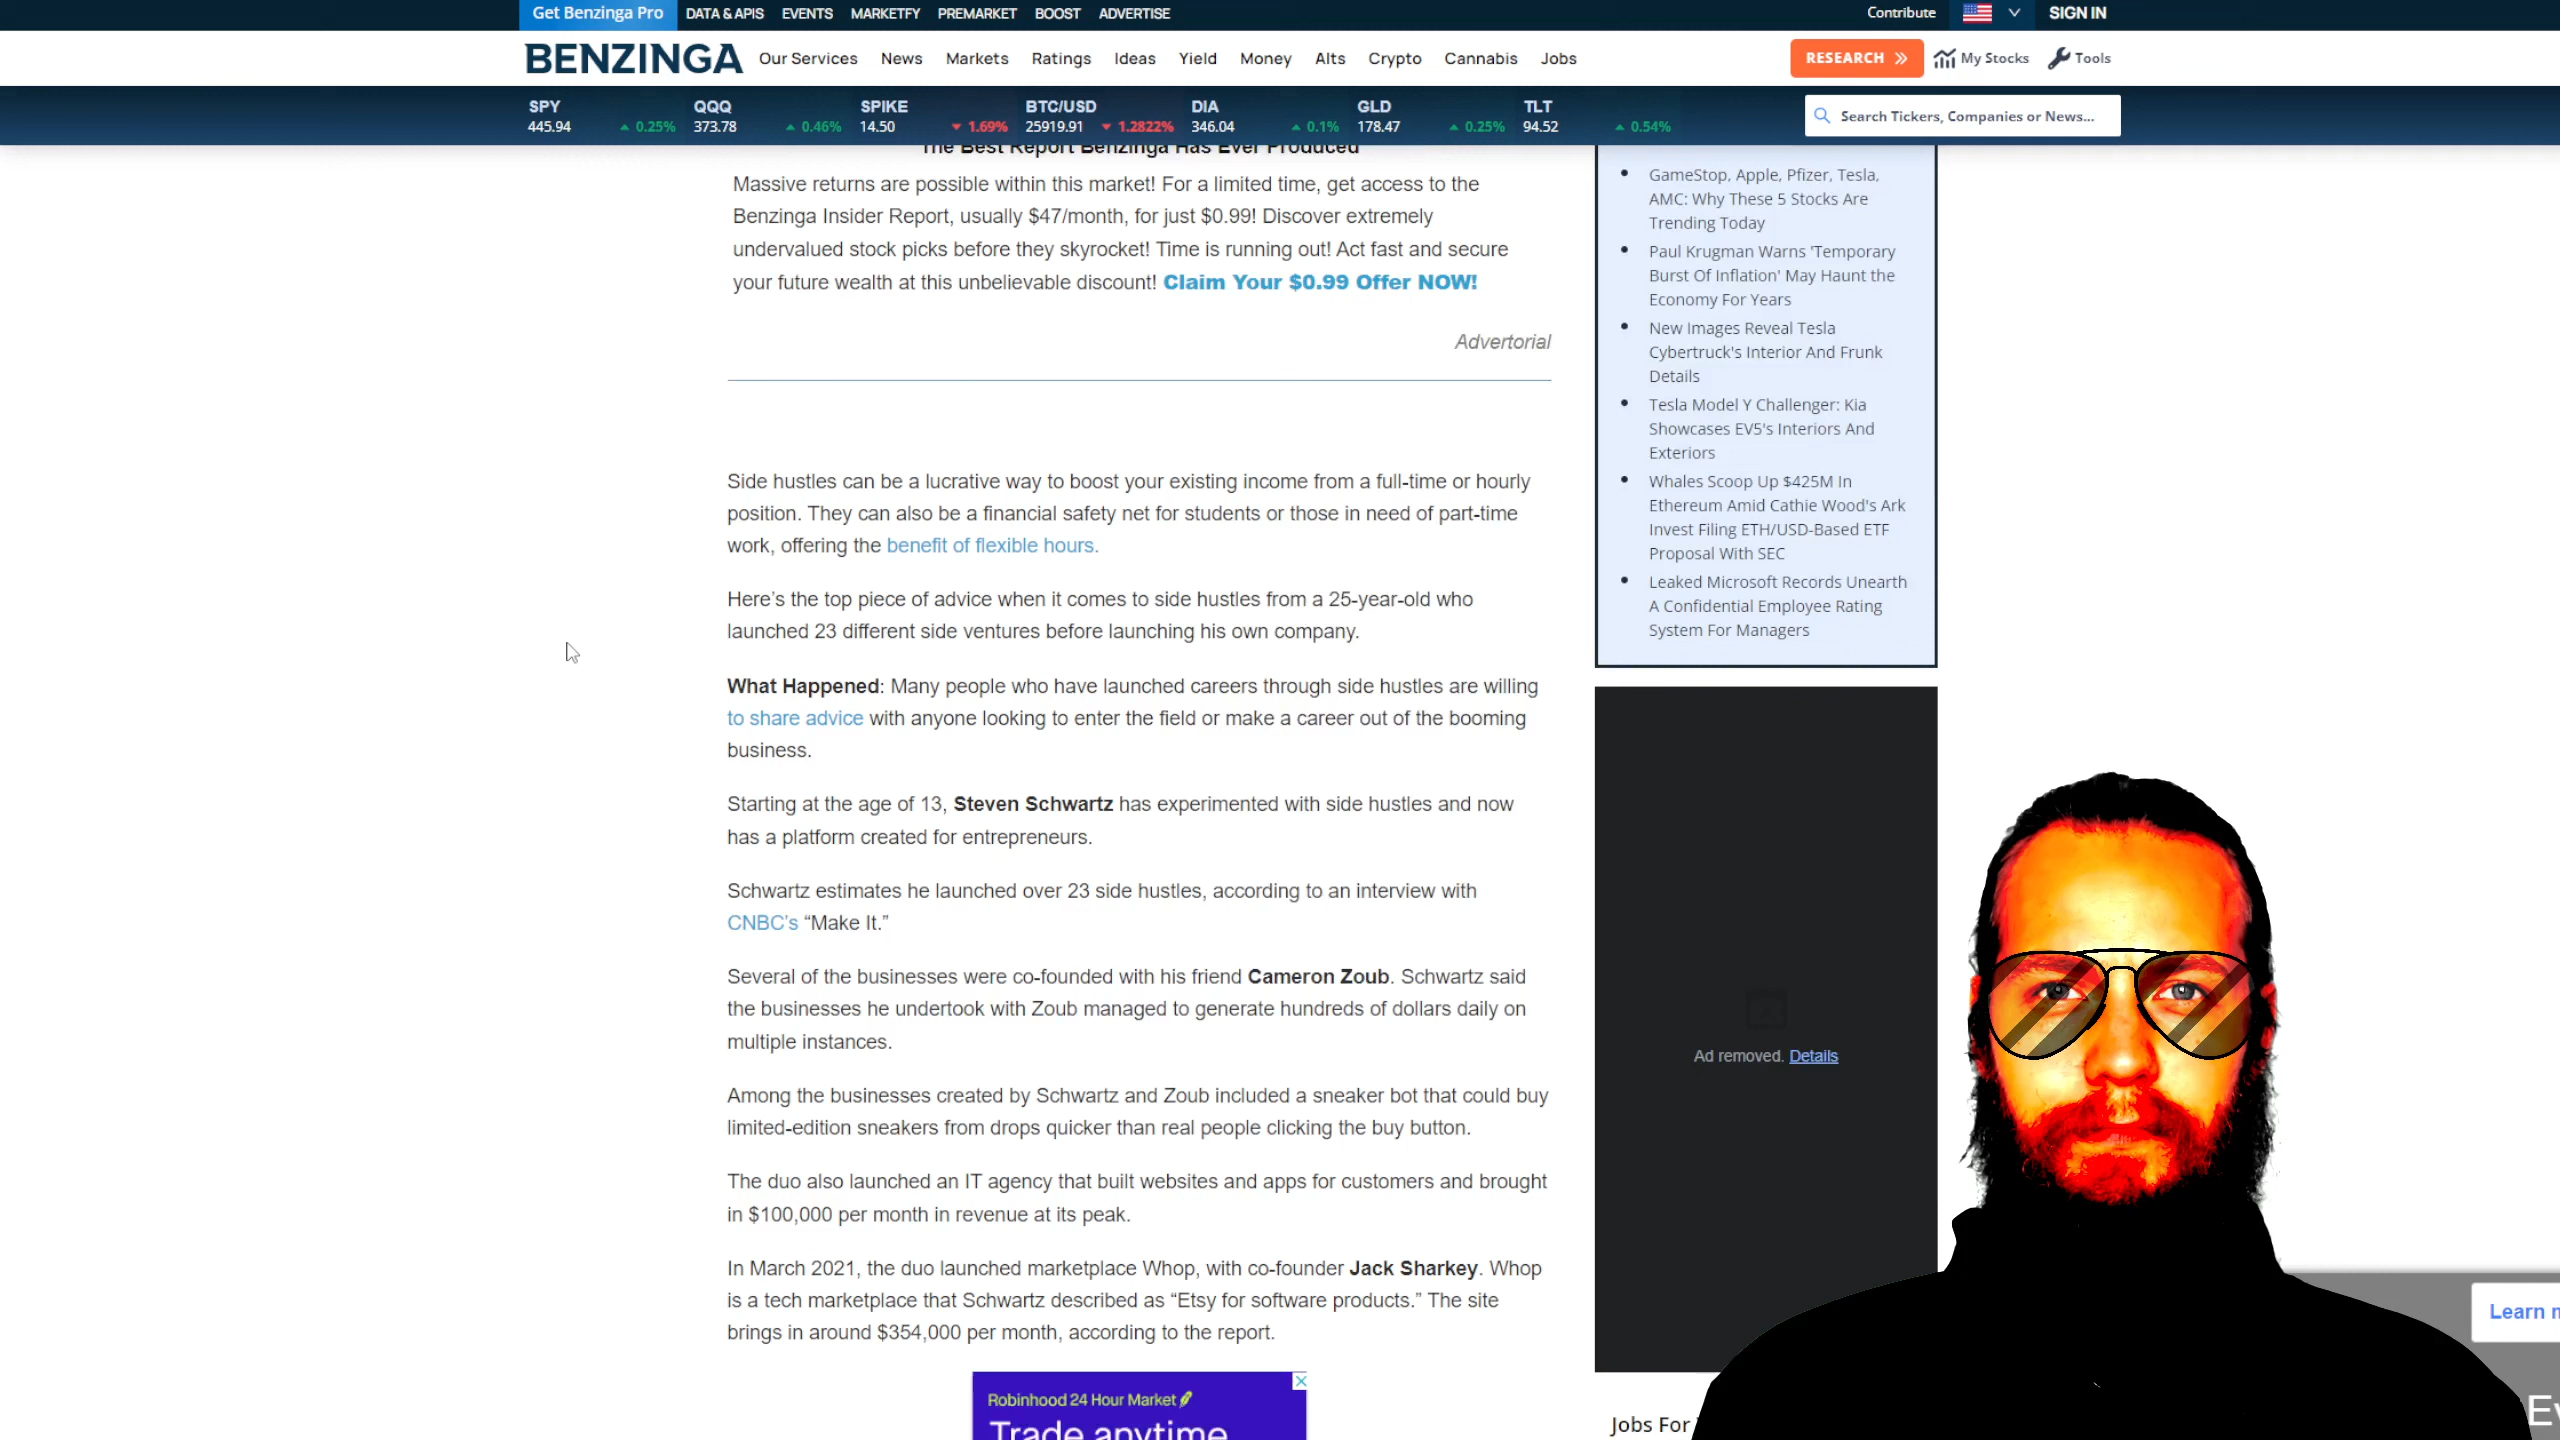 Get Benzinga Pro DATA & APIS EVENTS MARKETFY PREMARKET BOOST ADVERTISE Contribute SIGN IN
BENZINGA Our Services News Markets Ratings Ideas Yield Money Alts Crypto Cannabis Jobs RESEARCH My Stocks Tools
SPY QQQ SPIKE BTC/USD DIA GLD TLT
445.94 0.25% 373.78 0.46% 14.50 1.69% 25919.91 1.2822% 346.04 0.1% 178.47 0.25% 94.52 0.54%
Search Tickers, Companies or News...
The Best Report Benzinga Has Ever Produced
Massive returns are possible within this market! For a limited time, get access to the
Benzinga Insider Report, usually $47/month, for just $0.99! Discover extremely
undervalued stock picks before they skyrocket! Time is running out! Act fast and secure
your future wealth at this unbelievable discount! Claim Your $0.99 Offer NOW!
Advertorial
Side hustles can be a lucrative way to boost your existing income from a full-time or hourly
position. They can also be a financial safety net for students or those in need of part-time
work, offering the benefit of flexible hours.
Here’s the top piece of advice when it comes to side hustles from a 25-year-old who
launched 23 different side ventures before launching his own company.
What Happened: Many people who have launched careers through side hustles are willing
to share advice with anyone looking to enter the field or make a career out of the booming
business.
Starting at the age of 13, Steven Schwartz has experimented with side hustles and now
has a platform created for entrepreneurs.
Schwartz estimates he launched over 23 side hustles, according to an interview with
CNBC’s “Make It.”
Several of the businesses were co-founded with his friend Cameron Zoub. Schwartz said
the businesses he undertook with Zoub managed to generate hundreds of dollars daily on
multiple instances.
Among the businesses created by Schwartz and Zoub included a sneaker bot that could buy
limited-edition sneakers from drops quicker than real people clicking the buy button.
The duo also launched an IT agency that built websites and apps for customers and brought
in $100,000 per month in revenue at its peak.
In March 2021, the duo launched marketplace Whop, with co-founder Jack Sharkey. Whop
is a tech marketplace that Schwartz described as “Etsy for software products.” The site
brings in around $354,000 per month, according to the report.
Robinhood 24 Hour Market
Trade anytime
GameStop, Apple, Pfizer, Tesla,
AMC: Why These 5 Stocks Are
Trending Today
Paul Krugman Warns 'Temporary
Burst Of Inflation' May Haunt the
Economy For Years
New Images Reveal Tesla
Cybertruck's Interior And Frunk
Details
Tesla Model Y Challenger: Kia
Showcases EV5's Interiors And
Exteriors
Whales Scoop Up $425M In
Ethereum Amid Cathie Wood's Ark
Invest Filing ETH/USD-Based ETF
Proposal With SEC
Leaked Microsoft Records Unearth
A Confidential Employee Rating
System For Managers
Ad removed. Details
Jobs For
Learn